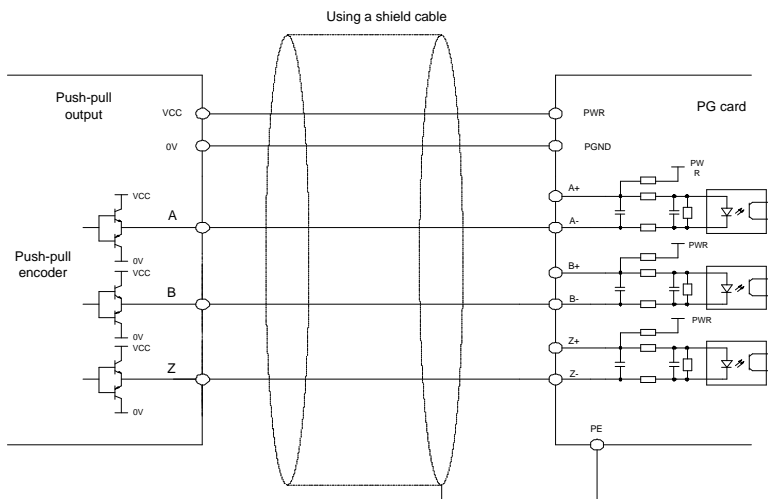 Using a shield cable
Push-pull
output
VCC
PWR
PG card
0V
PGND
PW
R
A+
VCC
A
A-
0V
PWR
Push-pull
encoder
VCC
B+
B
B-
0V
PWR
VCC
Z+
Z
Z-
0V
PE